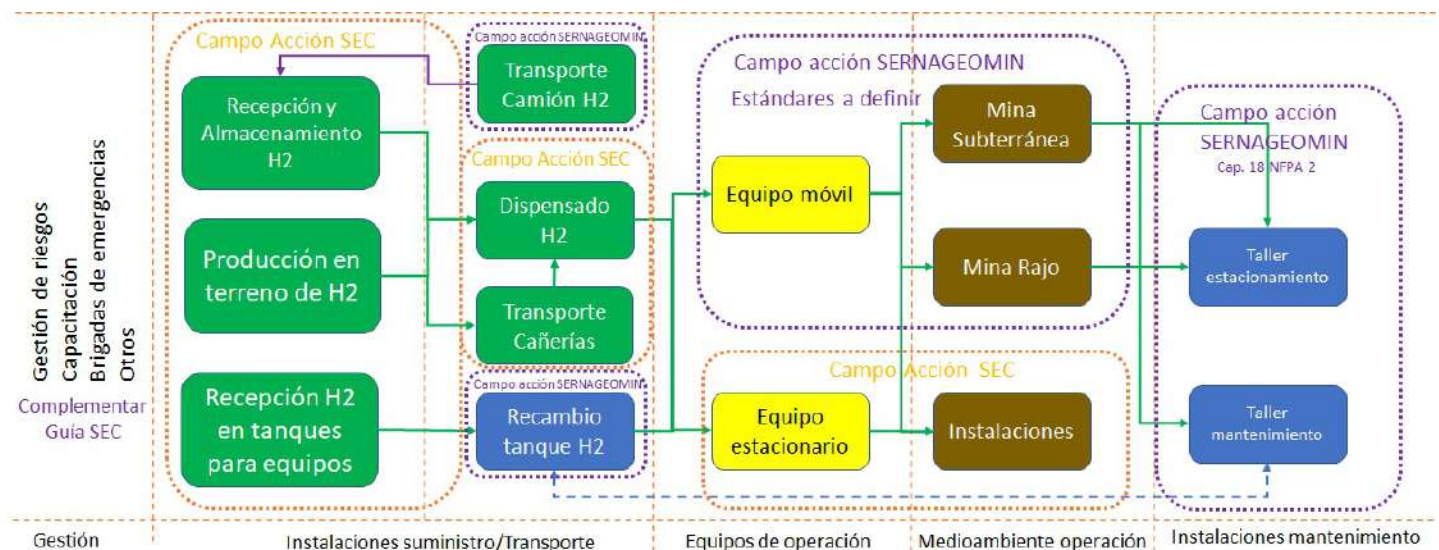 Gestión de riesgos
Capacitación
Brigadas de emergencias
Otros
Complementar
Guía SEC
Campo Acción SEC
Recepción y
Almacenamiento
H2
Producción en
terreno de H2
Recepción H2
en tanques
para equipos
Campo acción SERNAGEOMIN
Transporte
Camión H2
Campo Acción SEC
Dispensado
H2
Transporte
Cañerías
Campo acción SERNAGEOMIN
Recambio
tanque H2
Campo acción SERNAGEOMIN
Estándares a definir
Equipo móvil
Mina
Subterránea
Mina Rajo
Campo Acción SEC
Equipo
estacionario
Instalaciones
Campo acción
SERNAGEOMIN
Cap. 18 NFPA 2
Taller
estacionamiento
Taller
mantenimiento
Gestión
Instalaciones suministro/Transporte
Equipos de operación
Medioambiente operación
Instalaciones mantenimiento